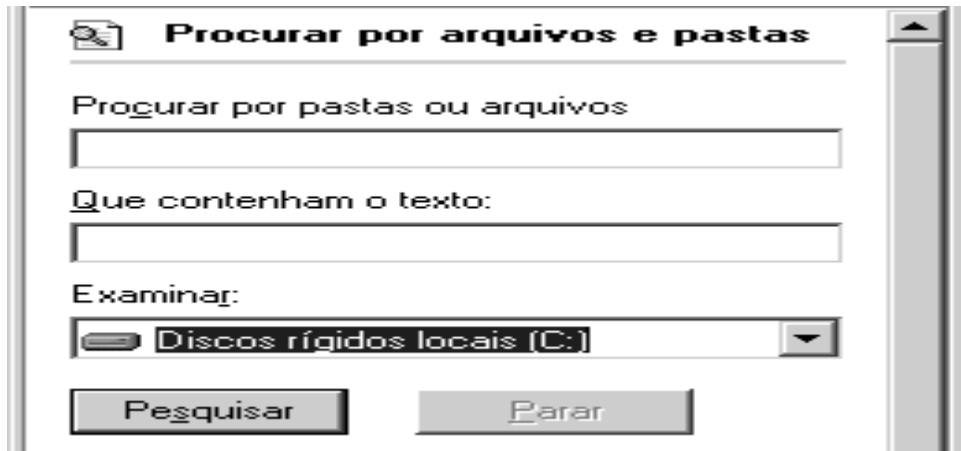 Procurar por arquivos e pastas
Procurar por pastas ou arquivos
Que contenham o texto:
Examinar:
Discos rígidos locais (C:)
Pesquisar Parar